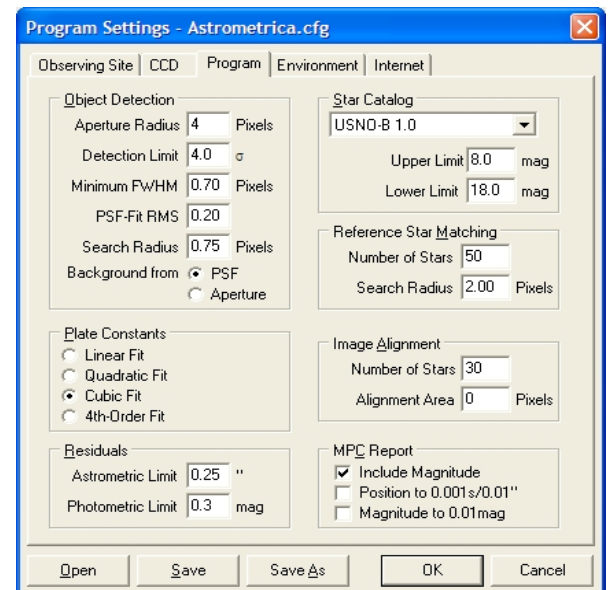 Program Settings - Astrometrica.cfg
Observing Site CCD Program Environment Internet
Object Detection
Aperture Radius 4 Pixels
Detection Limit 4.0 σ
Minimum FWHM 0.70 Pixels
PSF-Fit RMS 0.20
Search Radius 0.75 Pixels
Background from PSF
Aperture
Plate Constants
Linear Fit
Quadratic Fit
Cubic Fit
4th-Order Fit
Residuals
Astrometric Limit 0.25 "
Photometric Limit 0.3 mag
Star Catalog
USNO-B 1.0
Upper Limit 8.0 mag
Lower Limit 18.0 mag
Reference Star Matching
Number of Stars 50
Search Radius 2.00 Pixels
Image Alignment
Number of Stars 30
Alignment Area 0 Pixels
MPC Report
Include Magnitude
Position to 0.001s/0.01"
Magnitude to 0.01mag
Open Save Save As OK Cancel